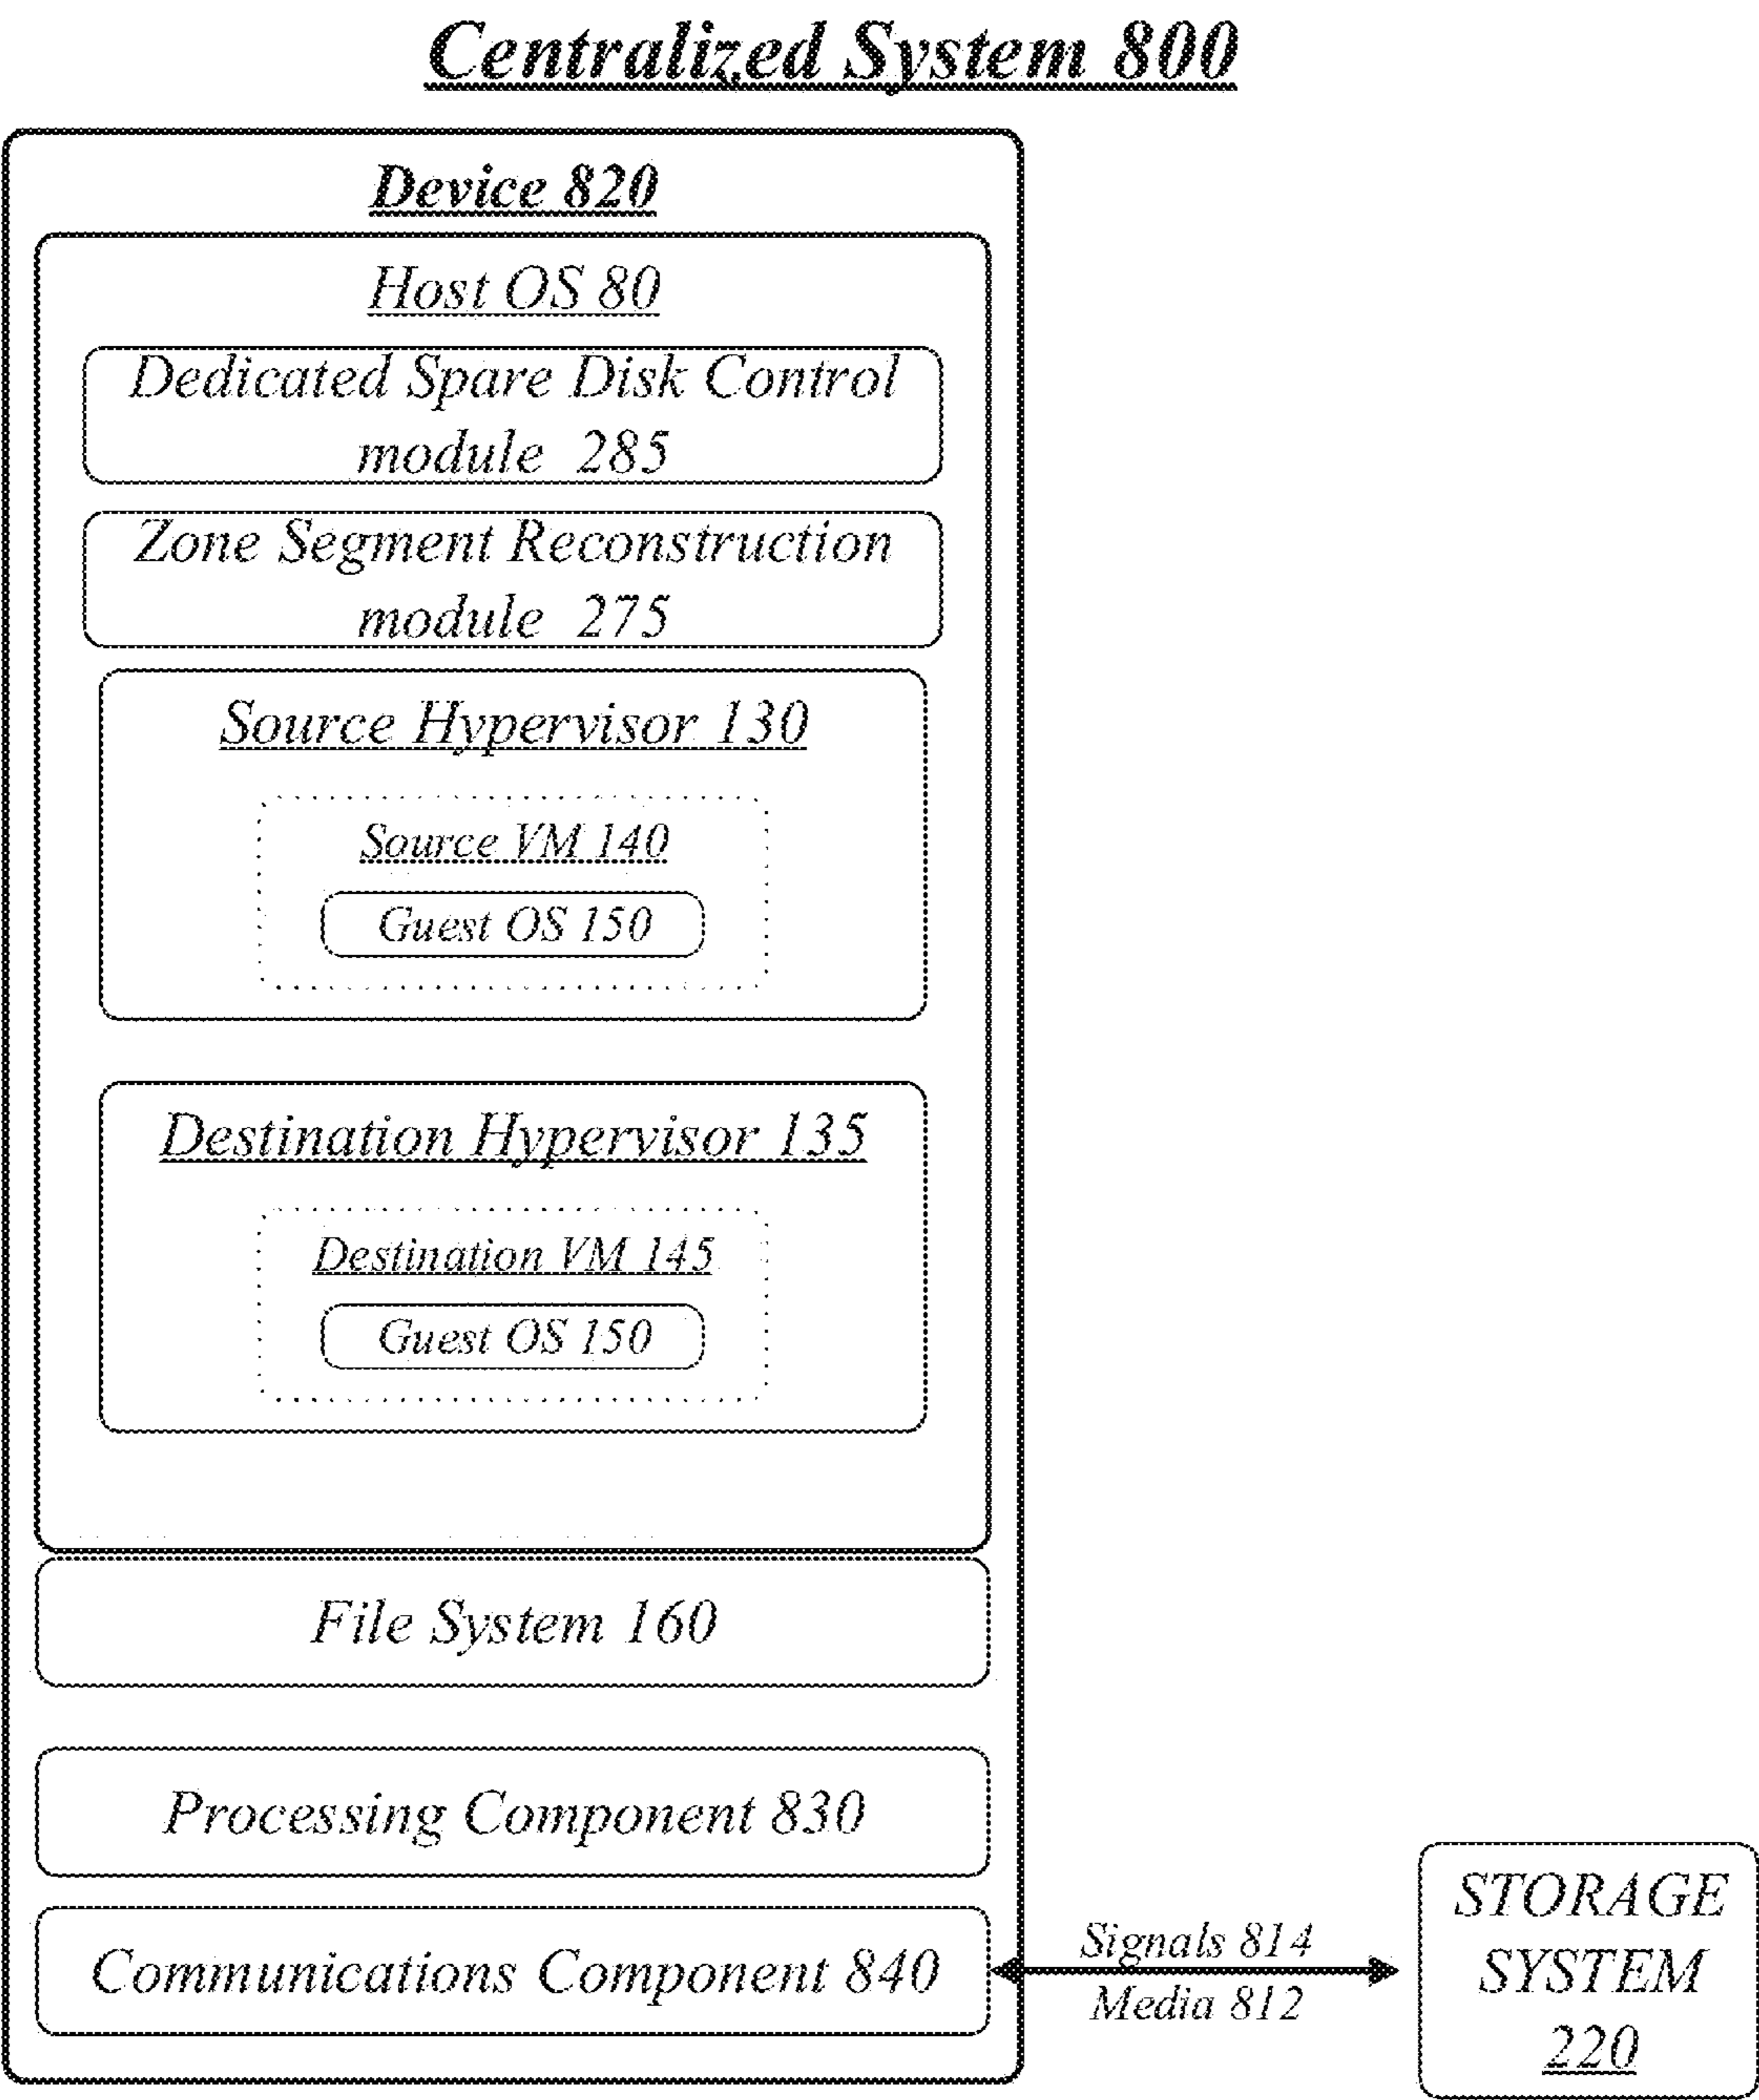 Centralized System 800
Device 820
Host OS 80
Dedicated Spare Disk Control
module 285
Zone Segment Reconstruction
module 275
Source Hypervisor 130
Source VM 140
Guest OS 150
Destination Hypervisor 135
Destination VM 145
Guest OS 150
File System 160
Processing Component 830
Communications Component 840
Signals 814
Media 812
STORAGE
SYSTEM
220